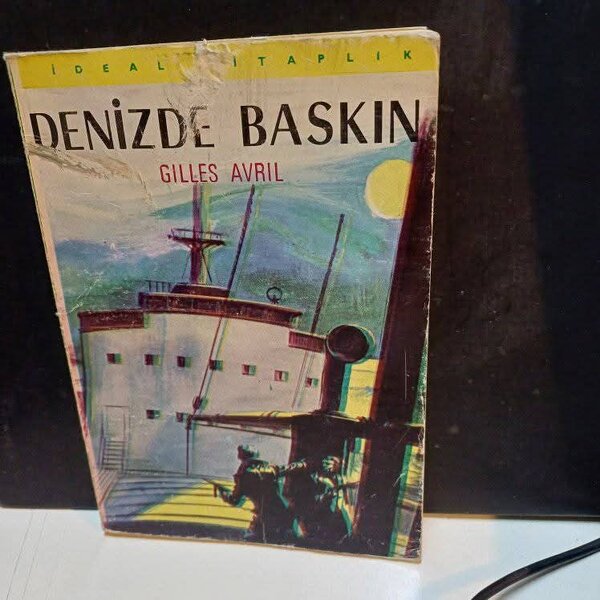 İDEAL KİTAPLIK
DENİZDE BASKIN
GILLES AVRIL